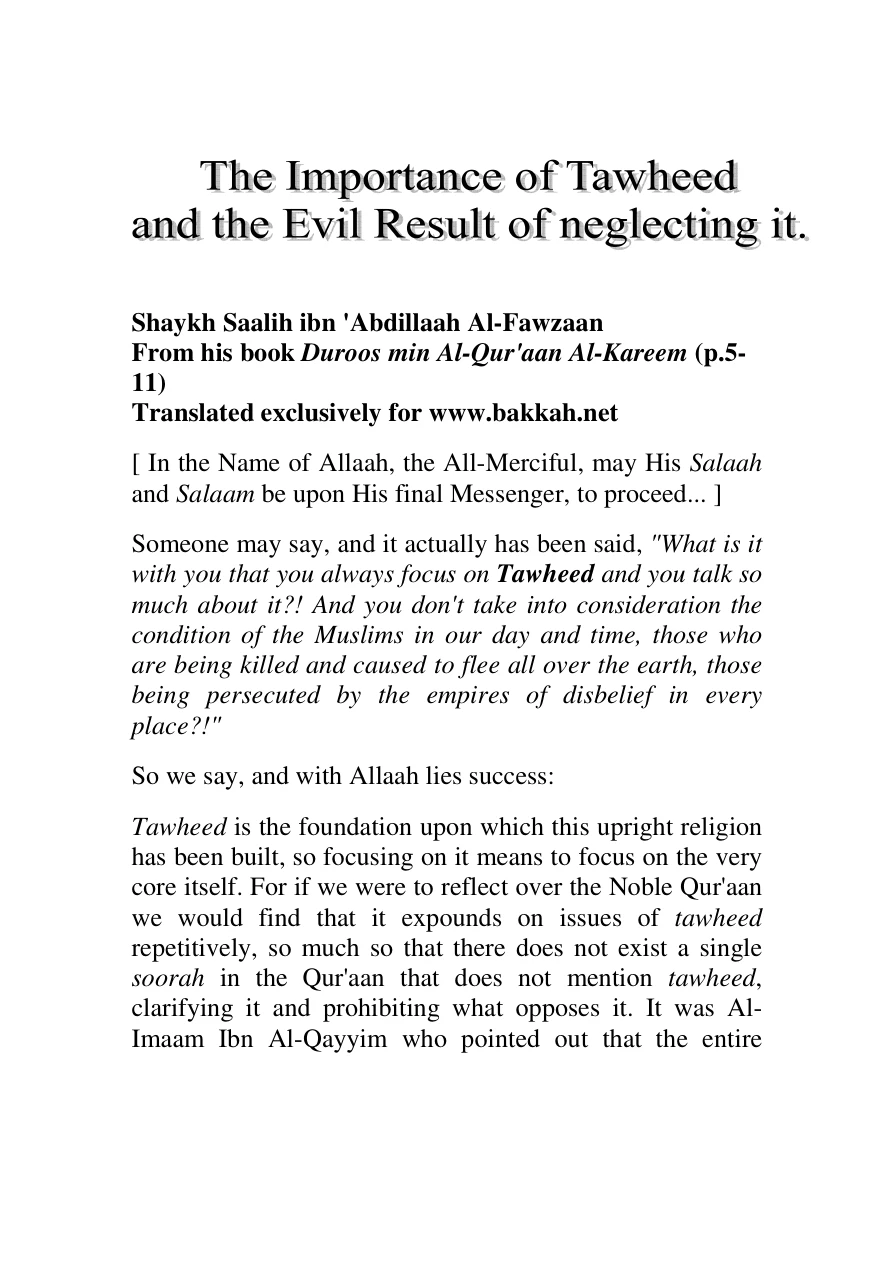 The Importance of Tawheed
and the Evil Result of neglecting it.
Shaykh Saalih ibn 'Abdillaah Al-Fawzaan
From his book Duroos min Al-Qur'aan Al-Kareem (p.5-
11)
Translated exclusively for www.bakkah.net
[ In the Name of Allaah, the All-Merciful, may His Salaah
and Salaam be upon His final Messenger, to proceed... ]
Someone may say, and it actually has been said, "What is it
with you that you always focus on Tawheed and you talk so
much about it?! And you don't take into consideration the
condition of the Muslims in our day and time, those who
are being killed and caused to flee all over the earth, those
being persecuted by the empires of disbelief in every
place?!"
So we say, and with Allaah lies success:
Tawheed is the foundation upon which this upright religion
has been built, so focusing on it means to focus on the very
core itself. For if we were to reflect over the Noble Qur'aan
we would find that it expounds on issues of tawheed
repetitively, so much so that there does not exist a single
soorah in the Qur'aan that does not mention tawheed,
clarifying it and prohibiting what opposes it. It was Al-
Imaam Ibn Al-Qayyim who pointed out that the entire